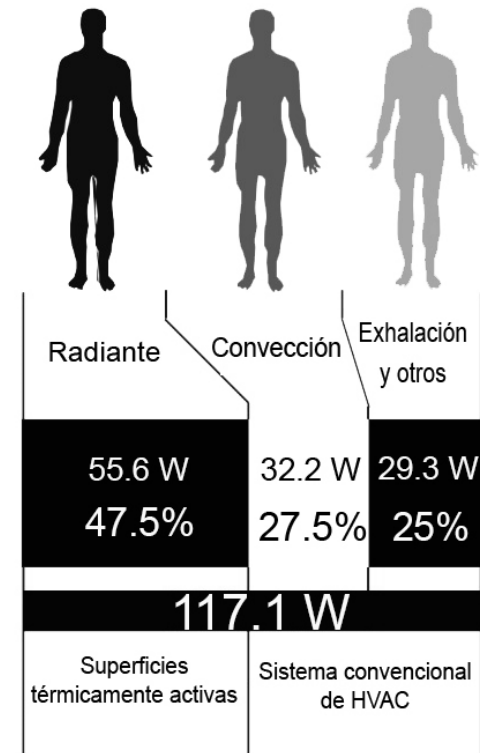 Radiante
Convección
Exhalación
y otros
55.6 W
47.5%
32.2 W
27.5%
29.3 W
25%
117.1 W
Superficies
térmicamente activas
Sistema convencional
de HVAC